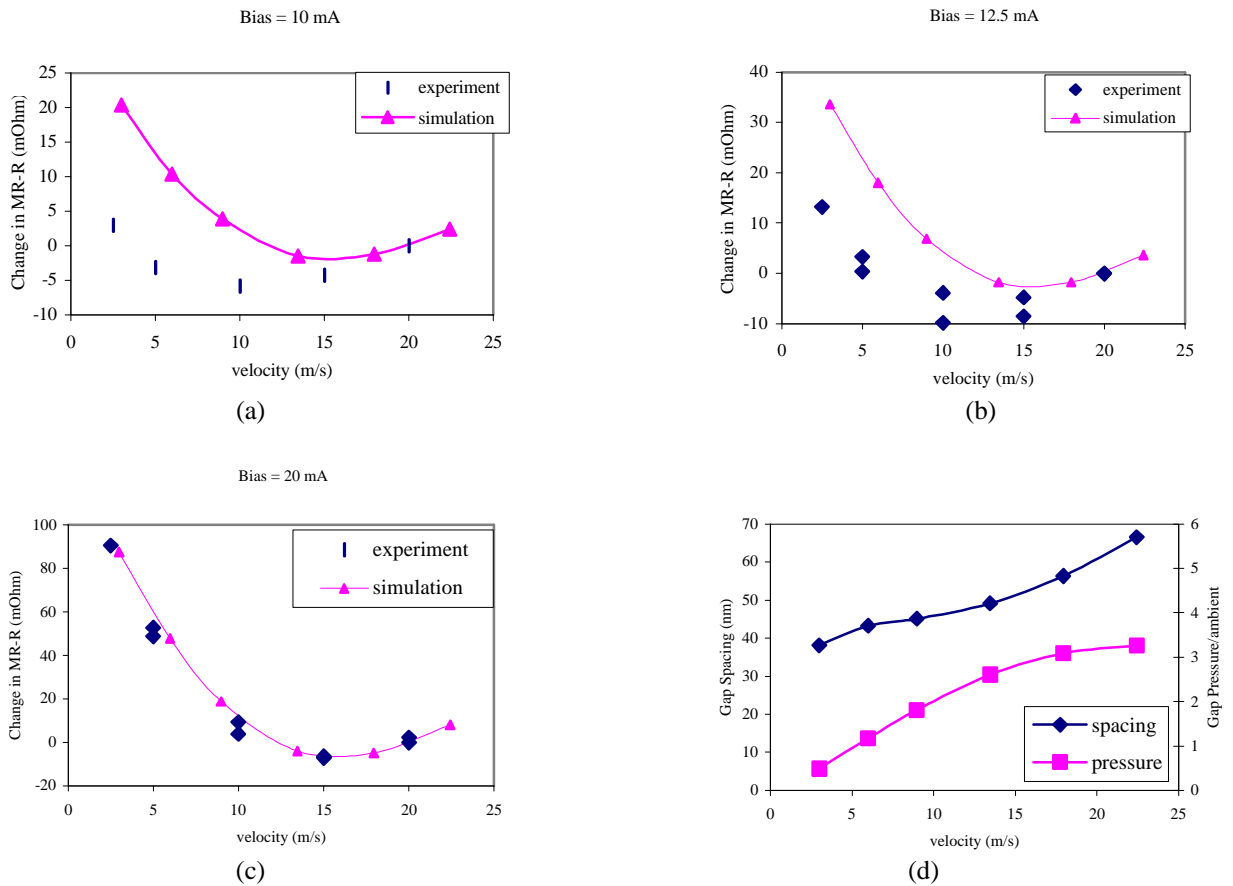 Bias = 10 mA
25
20
15
10
5
0
-5
-10
Change in MR-R (mOhm)
experiment
simulation
0 5 10 15 20 25
velocity (m/s)
(a)
Bias = 12.5 mA
40
30
20
10
0
-10
Change in MR-R (mOhm)
experiment
simulation
0 5 10 15 20 25
velocity (m/s)
(b)
Bias = 20 mA
100
80
60
40
20
0
-20
Change in MR-R (mOhm)
experiment
simulation
0 5 10 15 20 25
velocity (m/s)
(c)
70
60
50
40
30
20
10
0
Gap Spacing (nm)
6
5
4
3
2
1
0
Gap Pressure/ambient
spacing
pressure
0 5 10 15 20 25
velocity (m/s)
(d)